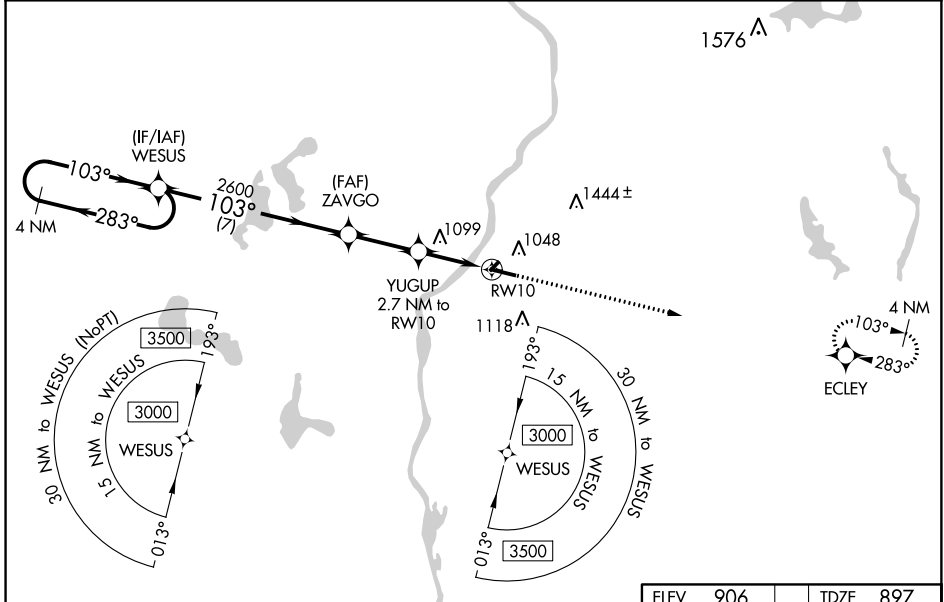 1576
(IF/IAF)
WESUS
103°
283°
4 NM
2600
103°
(7)
(FAF)
ZAVGO
1444 ±
1099
1048
YUGUP
2.7 NM to
RW10
RW10
1118
4 NM
103°
283°
ECLEY
30 NM to WESUS (NoPT)
3500
193°
15 NM to WESUS
3000
WESUS
013°
193°
15 NM to WESUS
30 NM to WESUS
3000
WESUS
013°
3500
ELEV 906
TDZE 897